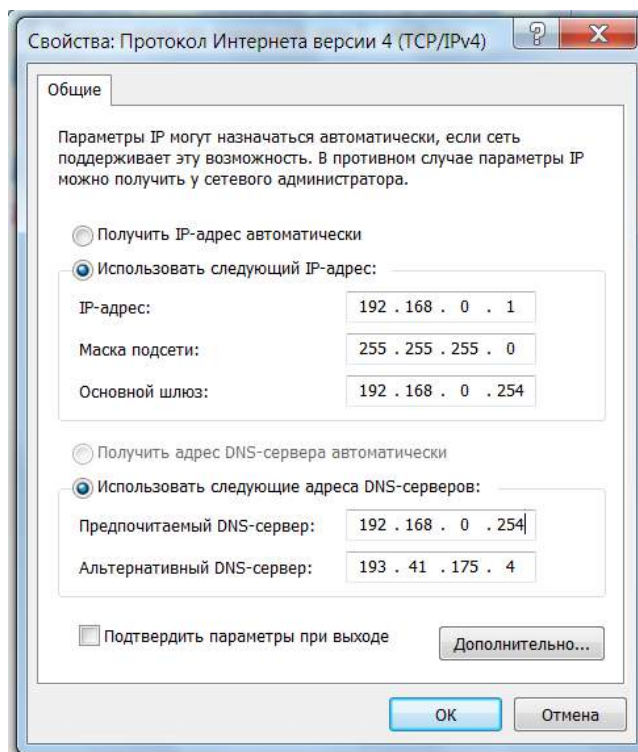 Свойства: Протокол Интернета версии 4 (TCP/IPv4)
Общие
Параметры IP могут назначаться автоматически, если сеть
поддерживает эту возможность. В противном случае параметры IP
можно получить у сетевого администратора.
Получить IP-адрес автоматически
Использовать следующий IP-адрес:
IP-адрес: 192 . 168 . 0 . 1
Маска подсети: 255 . 255 . 255 . 0
Основной шлюз: 192 . 168 . 0 . 254
Получить адрес DNS-сервера автоматически
Использовать следующие адреса DNS-серверов:
Предпочитаемый DNS-сервер: 192 . 168 . 0 . 254
Альтернативный DNS-сервер: 193 . 41 . 175 . 4
Подтвердить параметры при выходе Дополнительно...
ОК Отмена